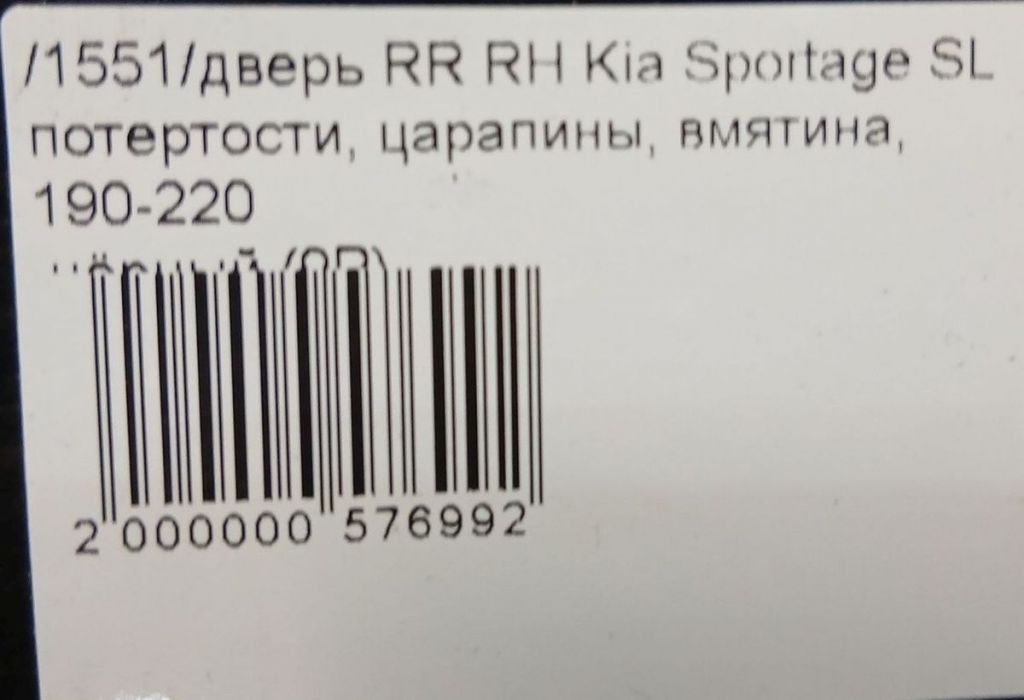 /1551/дверь RR RH Kia Sportage SL
потертости, царапины, вмятина,
190-220
2 000000 576992